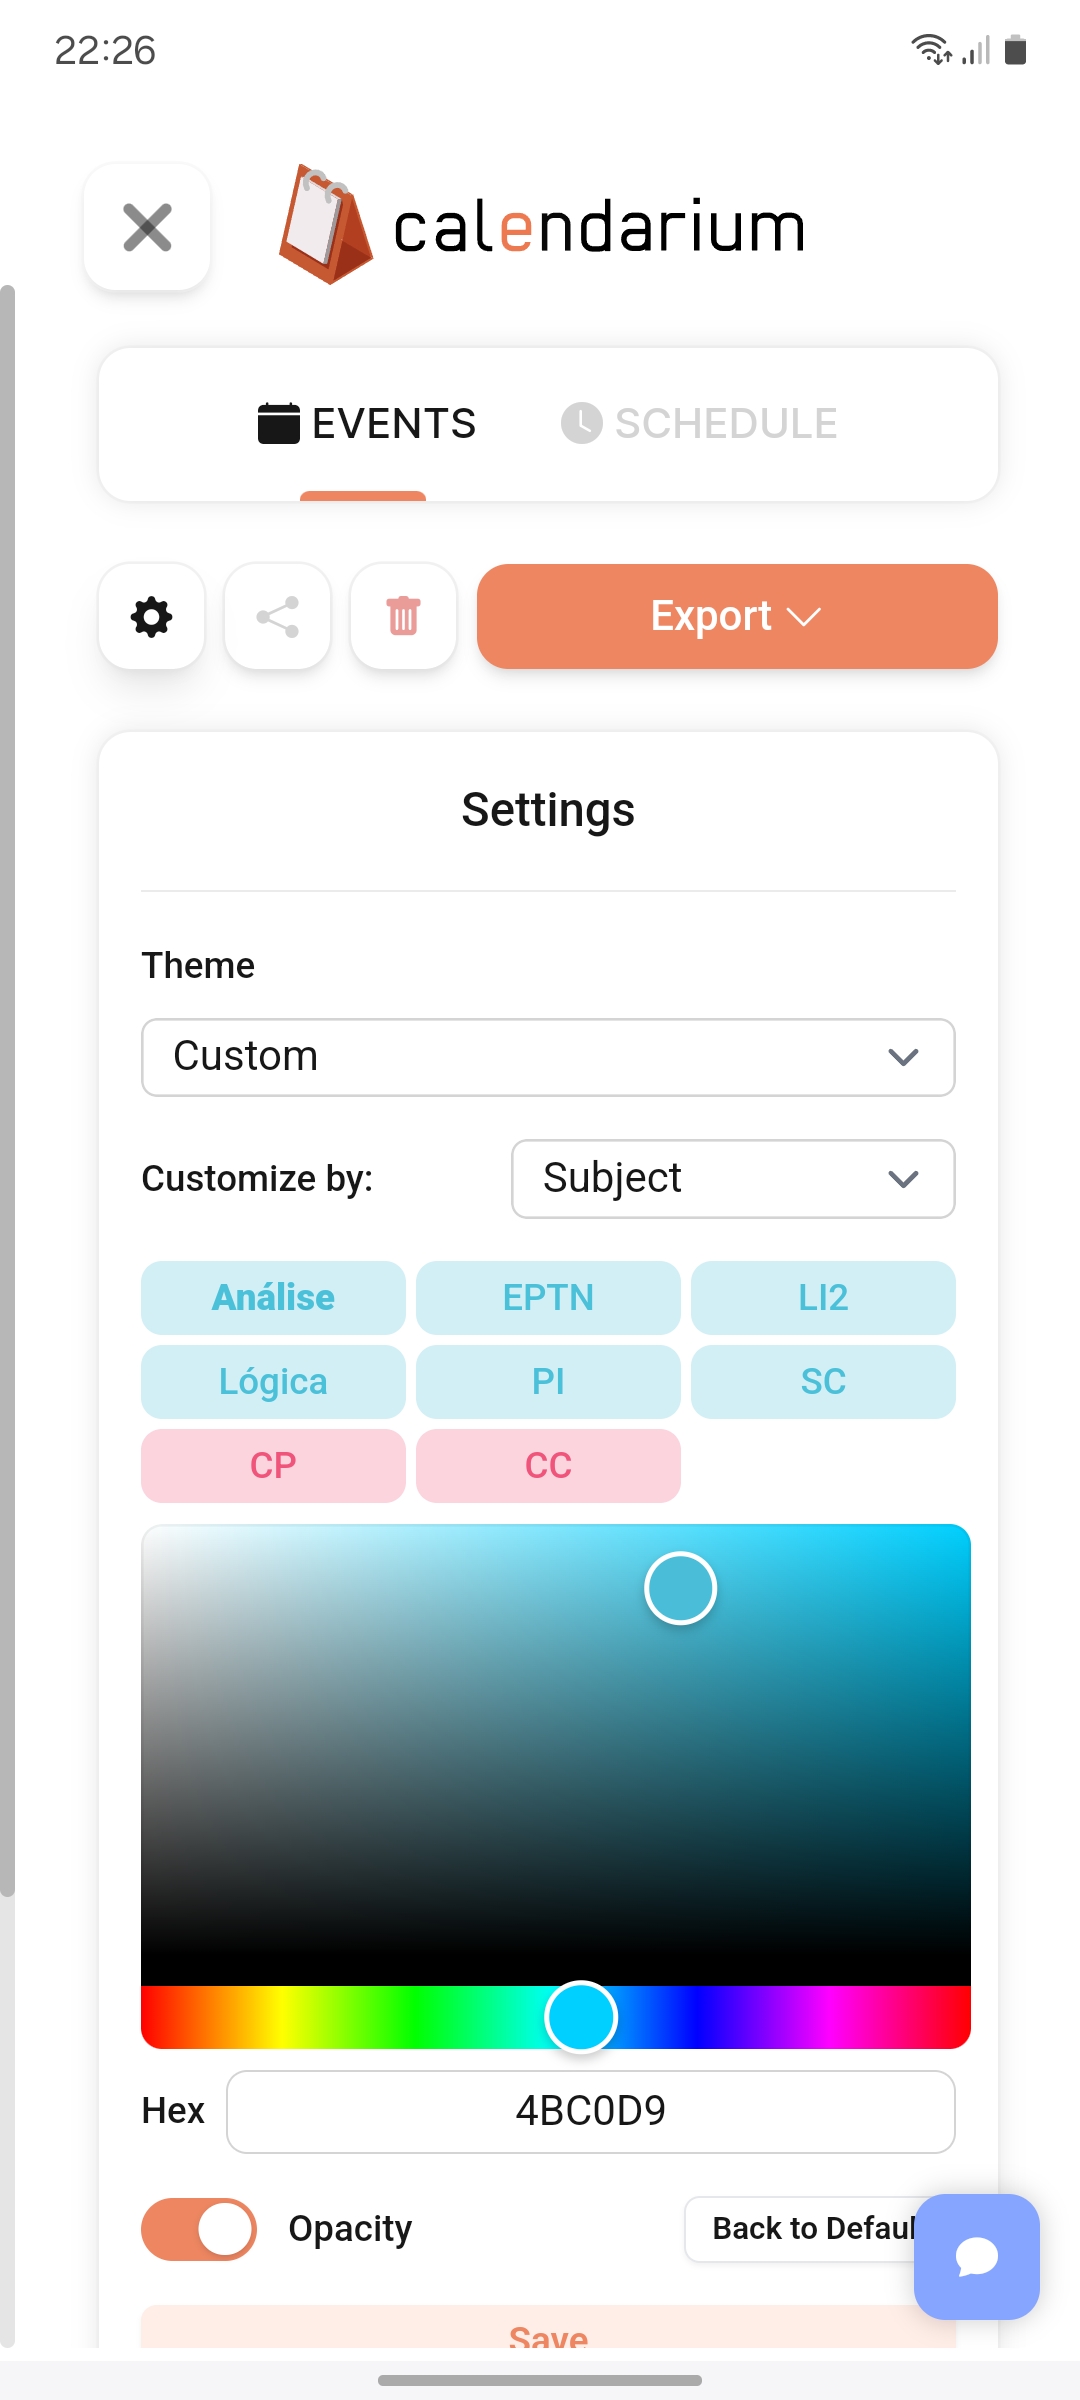 22:26
calendarium
EVENTS SCHEDULE
Export
Settings
Theme
Custom
Customize by: Subject
Análise EPTN LI2
Lógica PI SC
CP CC
Hex 4BC0D9
Opacity Back to Defaul
Save